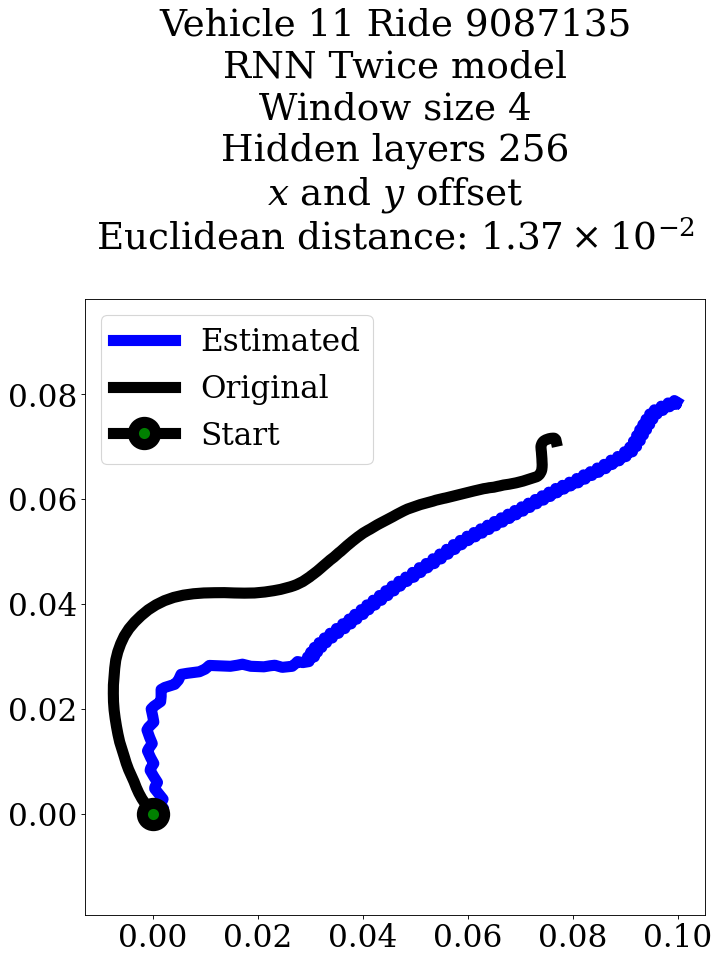 Vehicle 11 Ride 9087135
RNN Twice model
Window size 4
Hidden layers 256
x and y offset
Euclidean distance: 1.37 × 10⁻²
Estimated
Original
Start
0.08
0.06
0.04
0.02
0.00
0.00 0.02 0.04 0.06 0.08 0.10